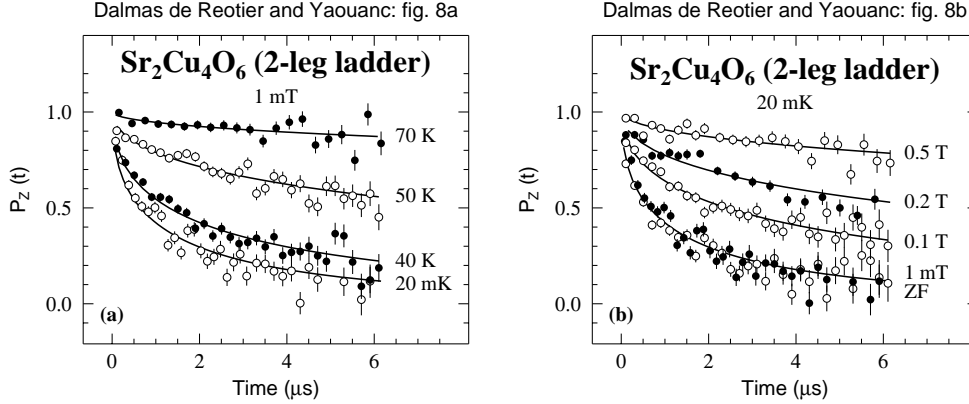 Dalmas de Reotier and Yaouanc: fig. 8a
Sr₂Cu₄O₆ (2-leg ladder)
1 mT
70 K
50 K
40 K
20 mK
(a)
P_Z (t)
1.0
0.5
0.0
0 2 4 6
Time (μs)
Dalmas de Reotier and Yaouanc: fig. 8b
Sr₂Cu₄O₆ (2-leg ladder)
20 mK
0.5 T
0.2 T
0.1 T
1 mT
ZF
(b)
P_Z (t)
1.0
0.5
0.0
0 2 4 6
Time (μs)